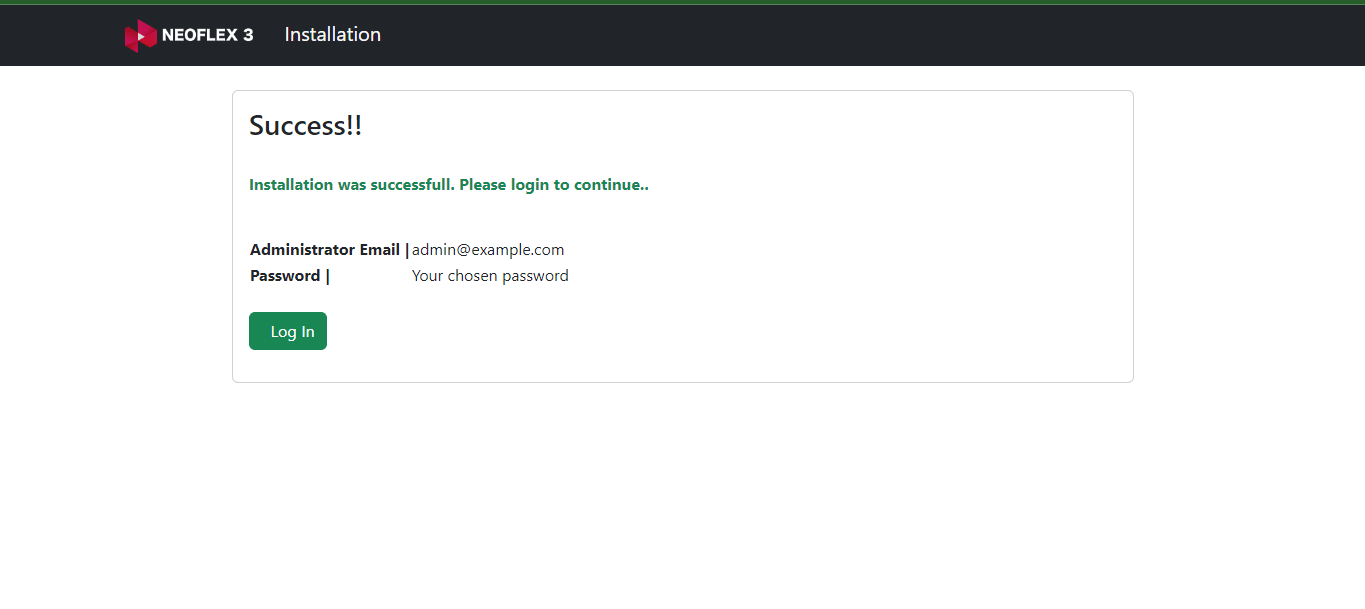 NEOFLEX 3 Installation
Success!!
Installation was successfull. Please login to continue..
Administrator Email | admin@example.com
Password | Your chosen password
Log In